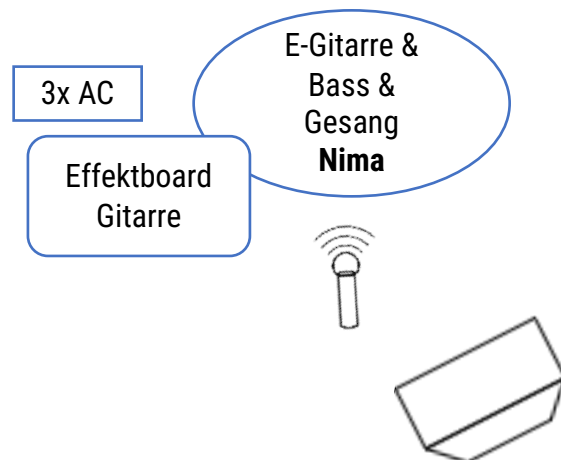 E-Gitarre &
Bass &
Gesang
Nima
3x AC
Effektboard
Gitarre